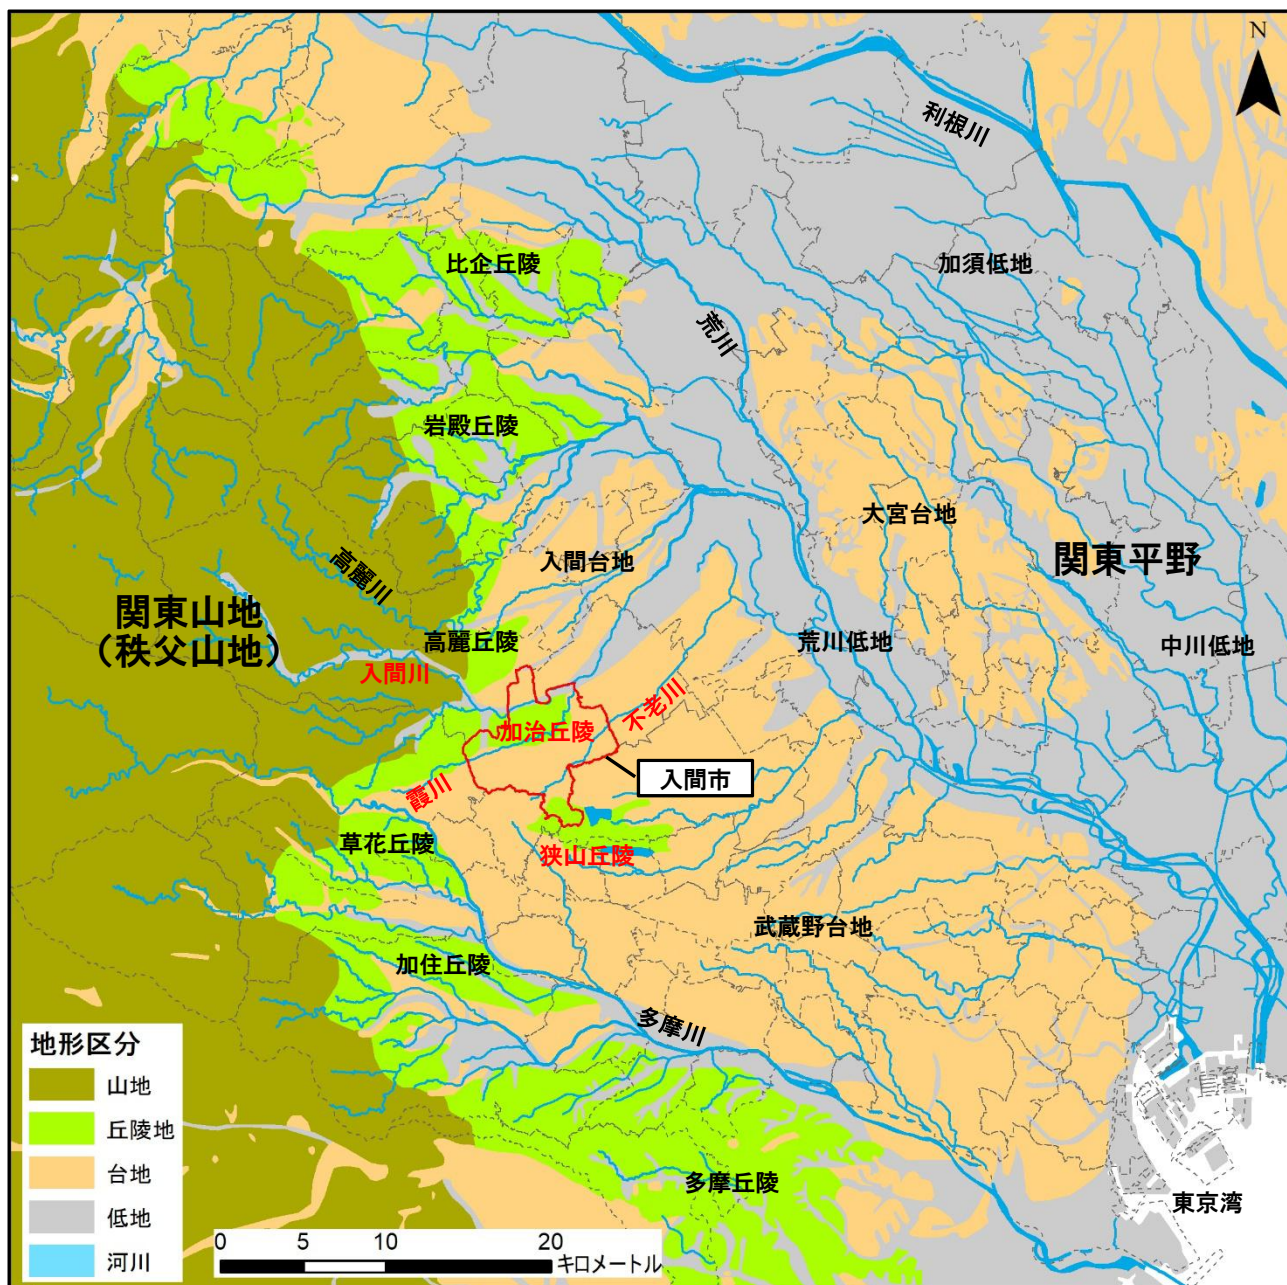 N
利根川
比企丘陵
加須低地
荒川
岩殿丘陵
大宮台地
関東平野
入間台地
高麗川
関東山地
(秩父山地)
高麗丘陵
荒川低地
中川低地
入間川
不老川
加治丘陵
入間市
霞川
草花丘陵
狭山丘陵
武蔵野台地
加住丘陵
多摩川
多摩丘陵
東京湾
地形区分
山地
丘陵地
台地
低地
河川
0 5 10 20
キロメートル